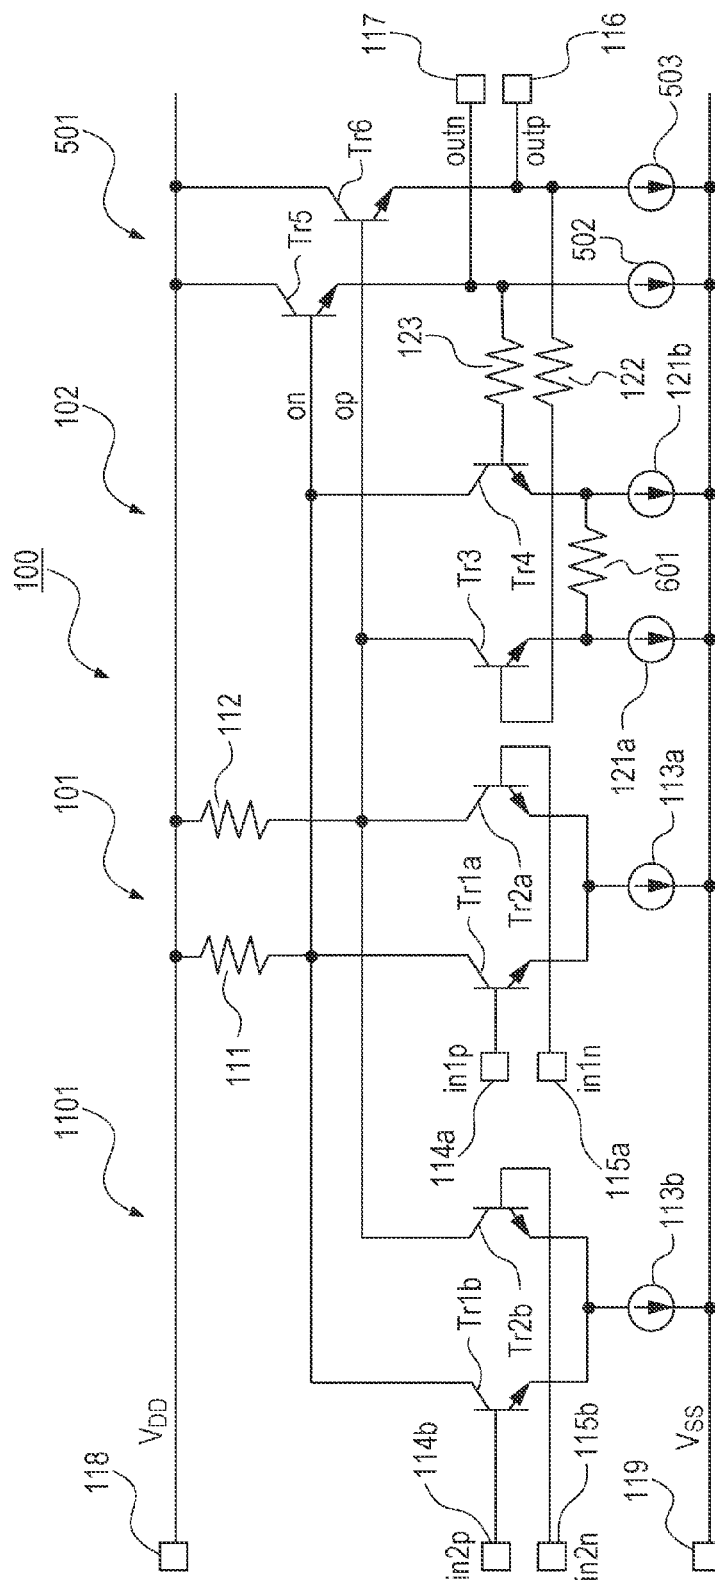 100
1101
101
102
501
118
V_DD
111
112
on
op
Tr5
Tr6
outn
117
outp
116
Tr1b
Tr2b
Tr1a
Tr2a
Tr3
Tr4
123
122
in2p
114b
in2n
115b
in1p
114a
in1n
115a
601
119
V_SS
113b
113a
121a
121b
502
503